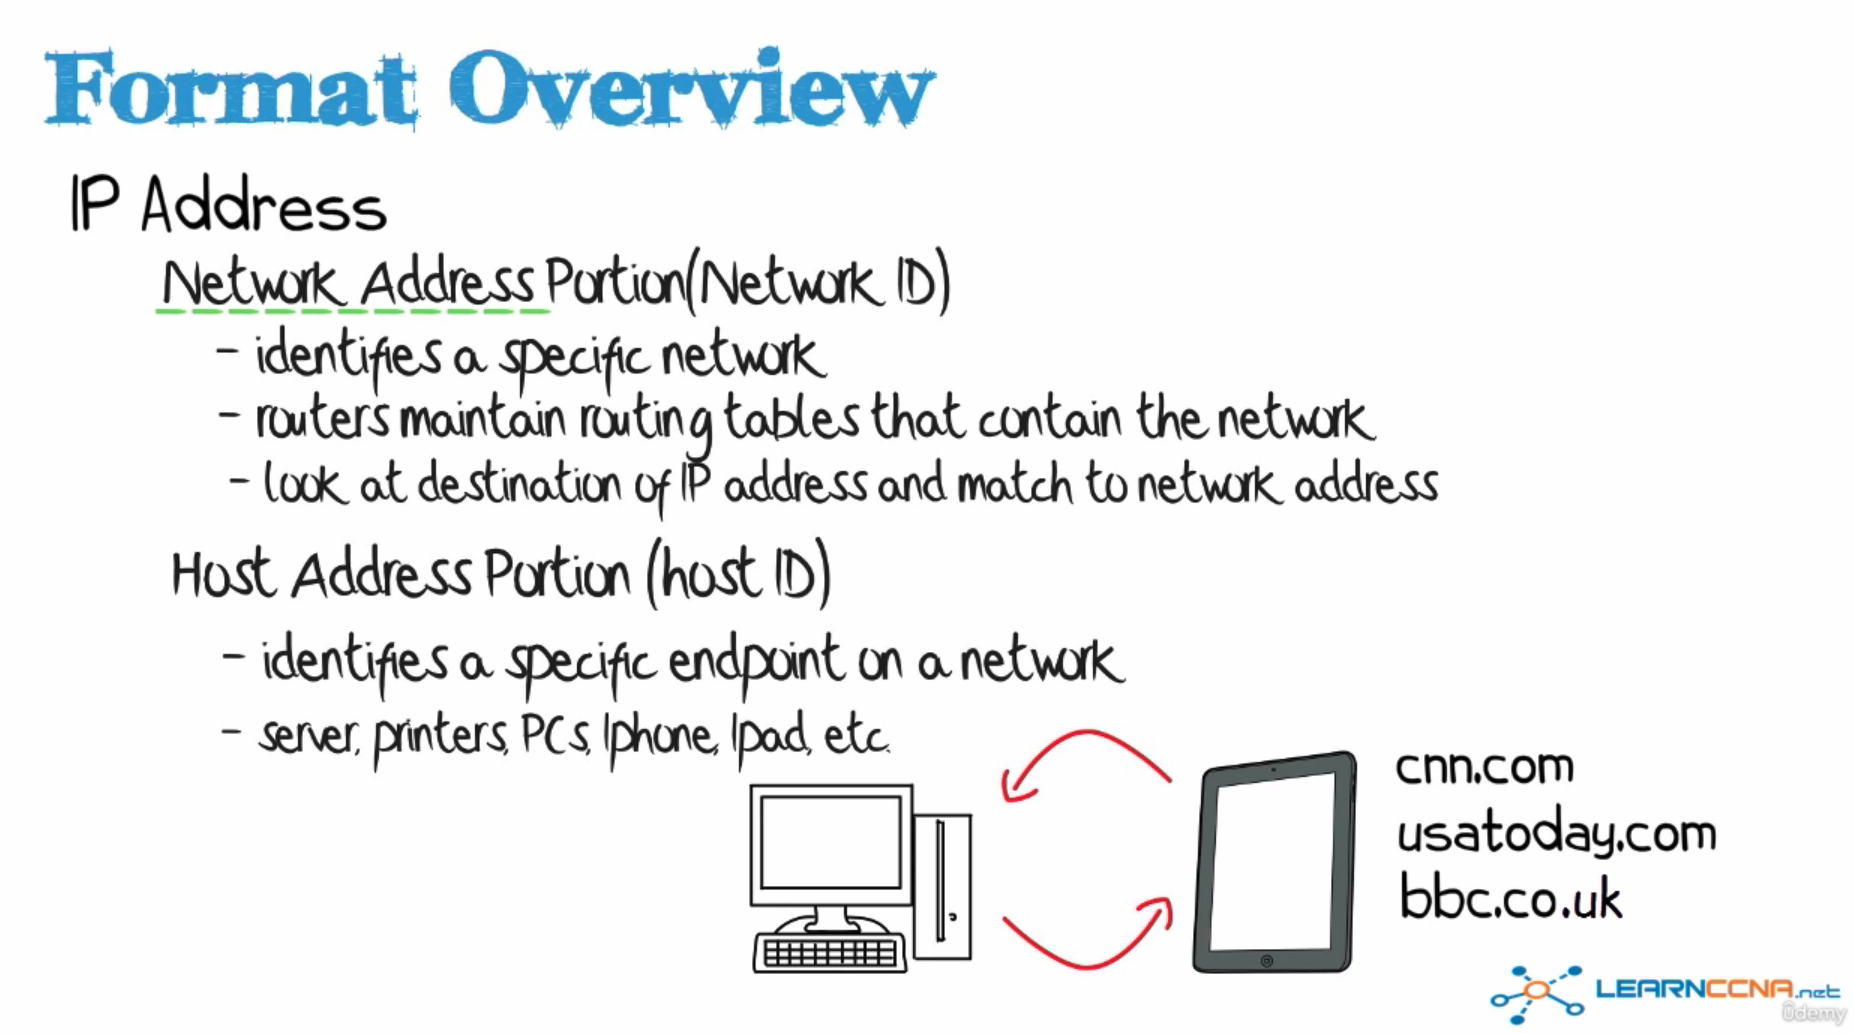 Format Overview
IP Address
Network Address Portion(Network ID)
- identifies a specific network
- routers maintain routing tables that contain the network
- look at destination of IP address and match to network address
Host Address Portion (host ID)
- identifies a specific endpoint on a network
- server, printers, PCs, Iphone, Ipad, etc.
cnn.com
usatoday.com
bbc.co.uk
LEARNCCNA.net
ûdemy